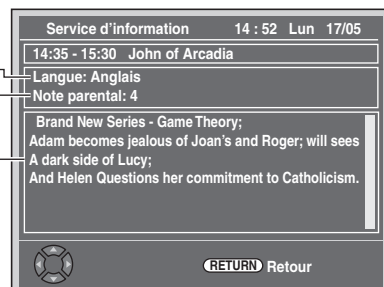 Service d'information 14 : 52 Lun 17/05
14:35 - 15:30 John of Arcadia
Langue: Anglais
Note parental: 4
Brand New Series - Game Theory;
Adam becomes jealous of Joan's and Roger; will sees
A dark side of Lucy;
And Helen Questions her commitment to Catholicism.
RETURN Retour